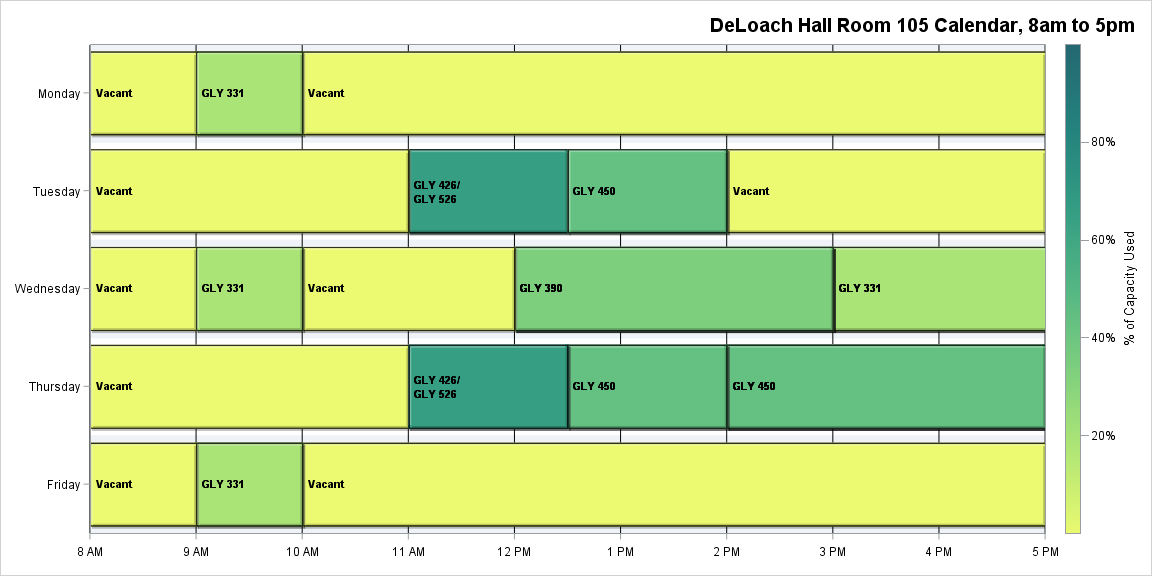 DeLoach Hall Room 105 Calendar, 8am to 5pm
Monday
Vacant
GLY 331
Vacant
80%
Tuesday
Vacant
GLY 426/
GLY 526
GLY 450
Vacant
60%
Wednesday
Vacant
GLY 331
Vacant
GLY 390
GLY 331
% of Capacity Used
40%
Thursday
Vacant
GLY 426/
GLY 526
GLY 450
GLY 450
20%
Friday
Vacant
GLY 331
Vacant
8 AM
9 AM
10 AM
11 AM
12 PM
1 PM
2 PM
3 PM
4 PM
5 PM